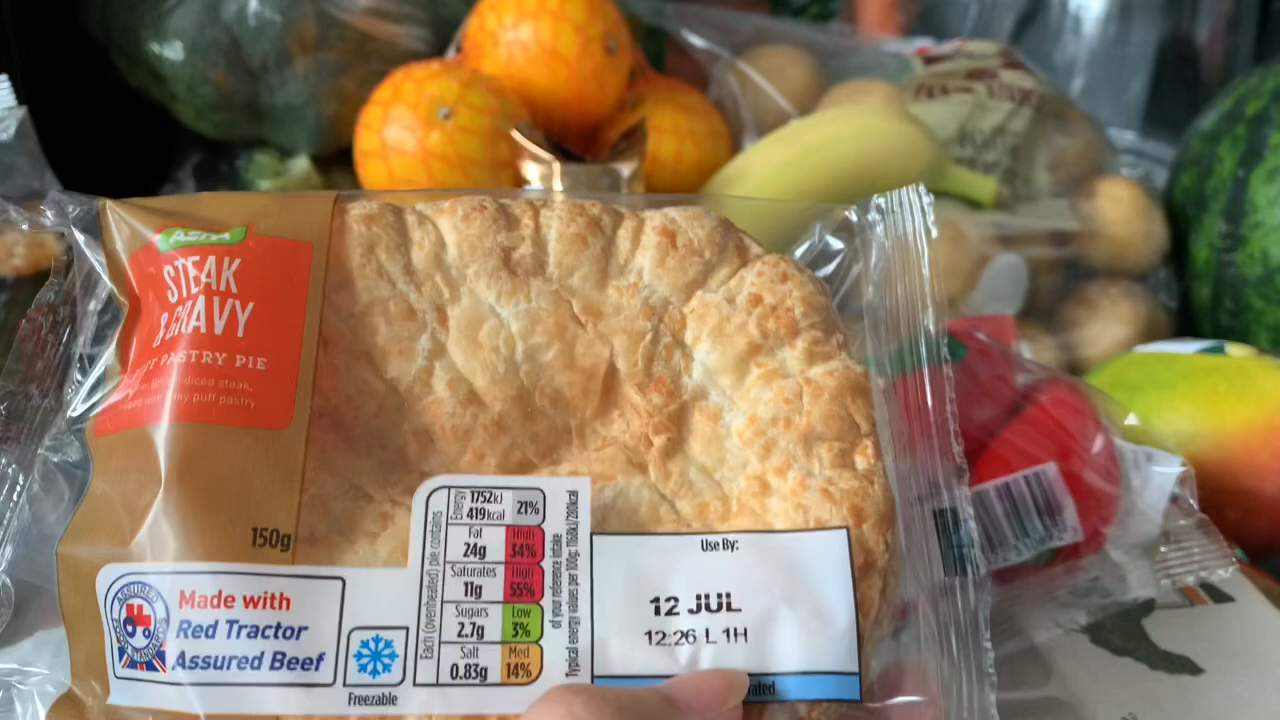 ASDA
STEAK
& GRAVY
PASTRY PIE
diced steak,
puff pastry
150g
ASSURED
Made with
Red Tractor
Assured Beef
Freezable
Each (oven heated) pie contains
Energy 1752kJ
419kcal 21%
Fat High
24g 34%
Saturates High
11g 55%
Sugars Low
2.7g 3%
Salt Med
0.83g 14%
of your reference intake
Typical energy values per 100g: 1168kJ/280kcal
Use By:
12 JUL
12:26 L 1H